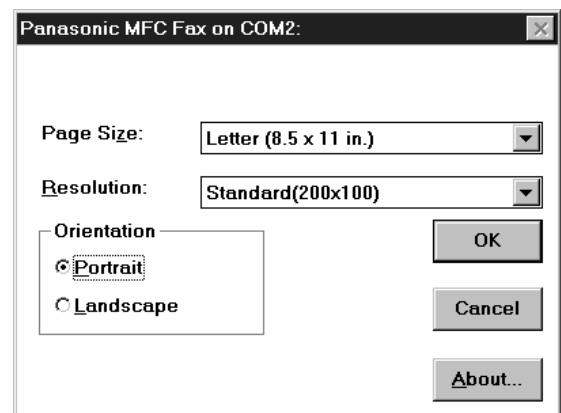 Panasonic MFC Fax on COM2:
Page Size: Letter (8.5 x 11 in.)
Resolution: Standard(200x100)
Orientation
Portrait
Landscape
OK
Cancel
About...